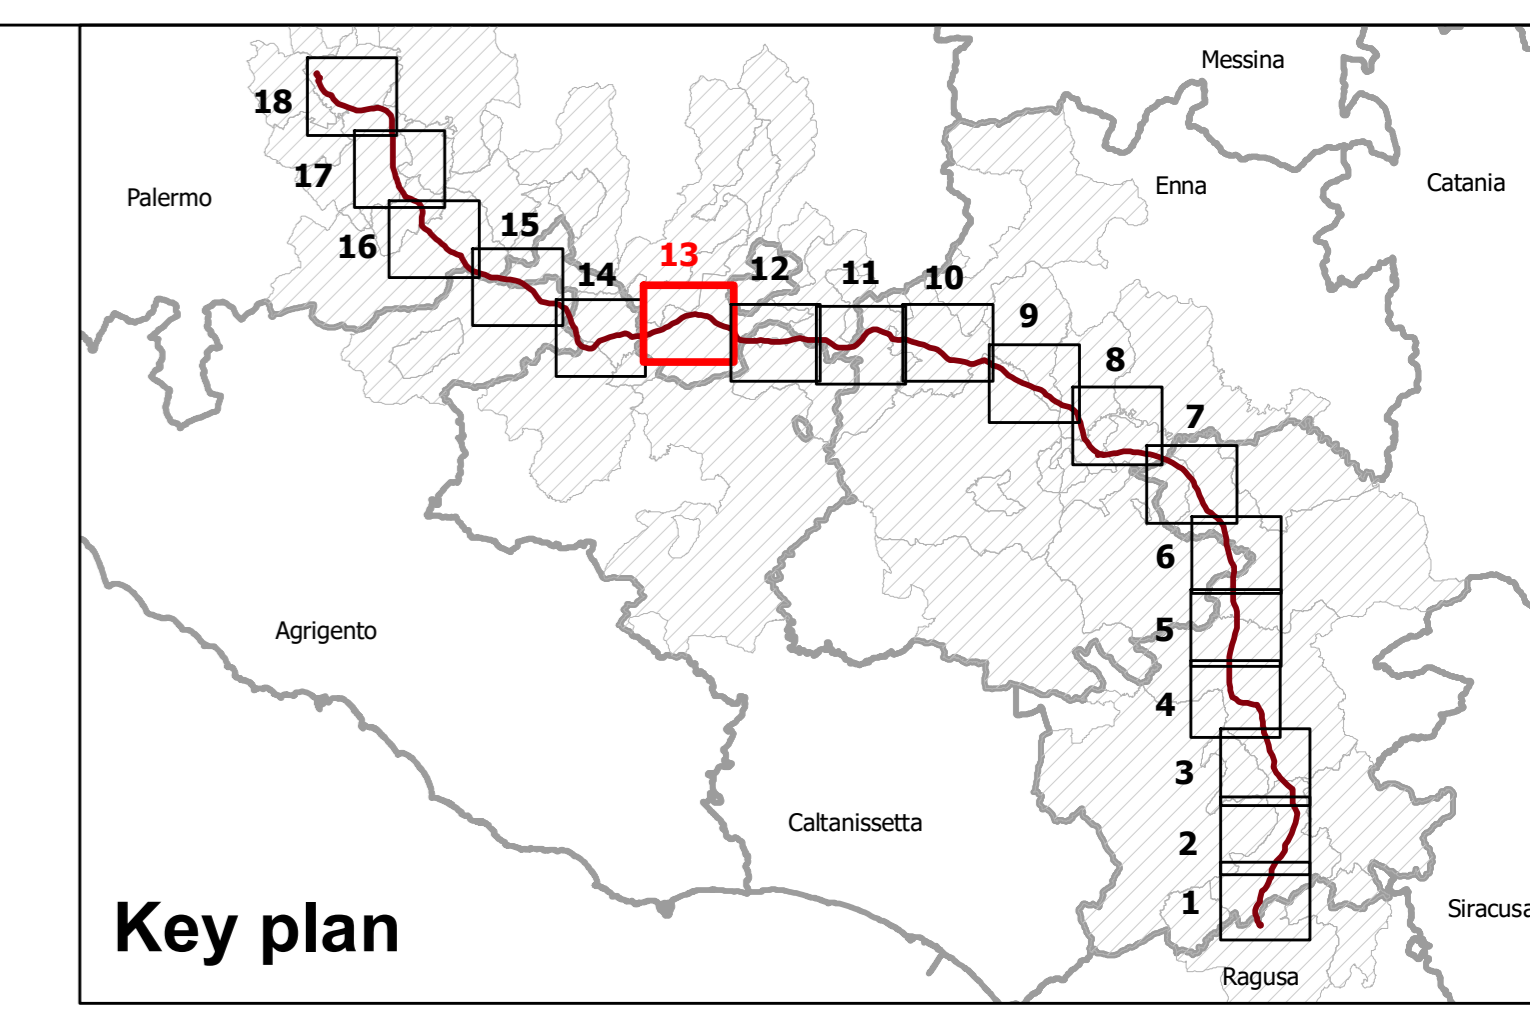 Messina
18
17
Palermo
Enna
Catania
15
16
13
14
12
11
10
9
8
7
6
5
Agrigento
4
3
Caltanissetta
2
1
Siracusa
Key plan
Ragusa